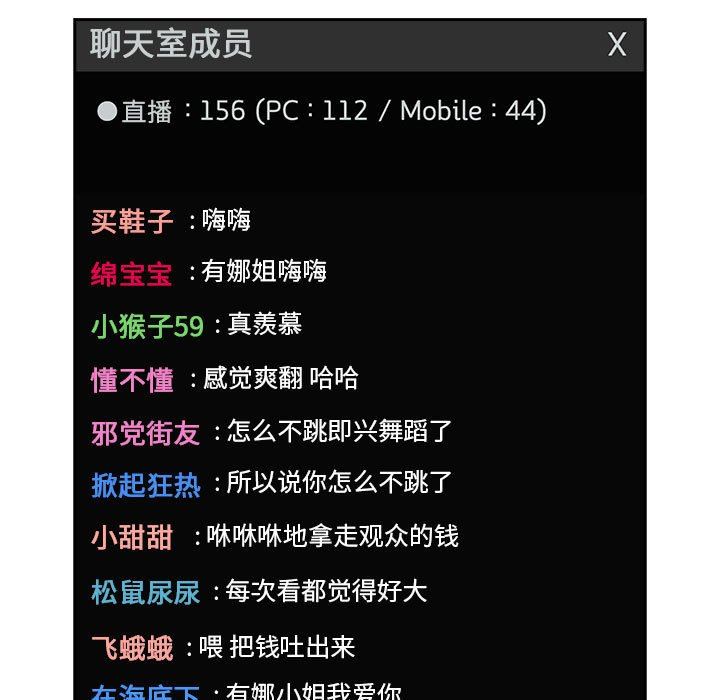 聊天室成员 X
●直播：156 (PC：112 / Mobile：44)
买鞋子：嗨嗨
绵宝宝：有娜姐嗨嗨
小猴子59：真羡慕
懂不懂：感觉爽翻 哈哈
邪党街友：怎么不跳即兴舞蹈了
掀起狂热：所以说你怎么不跳了
小甜甜：咻咻咻地拿走观众的钱
松鼠尿尿：每次看都觉得好大
飞蛾蛾：喂 把钱吐出来
在海底下：有娜小姐我爱你